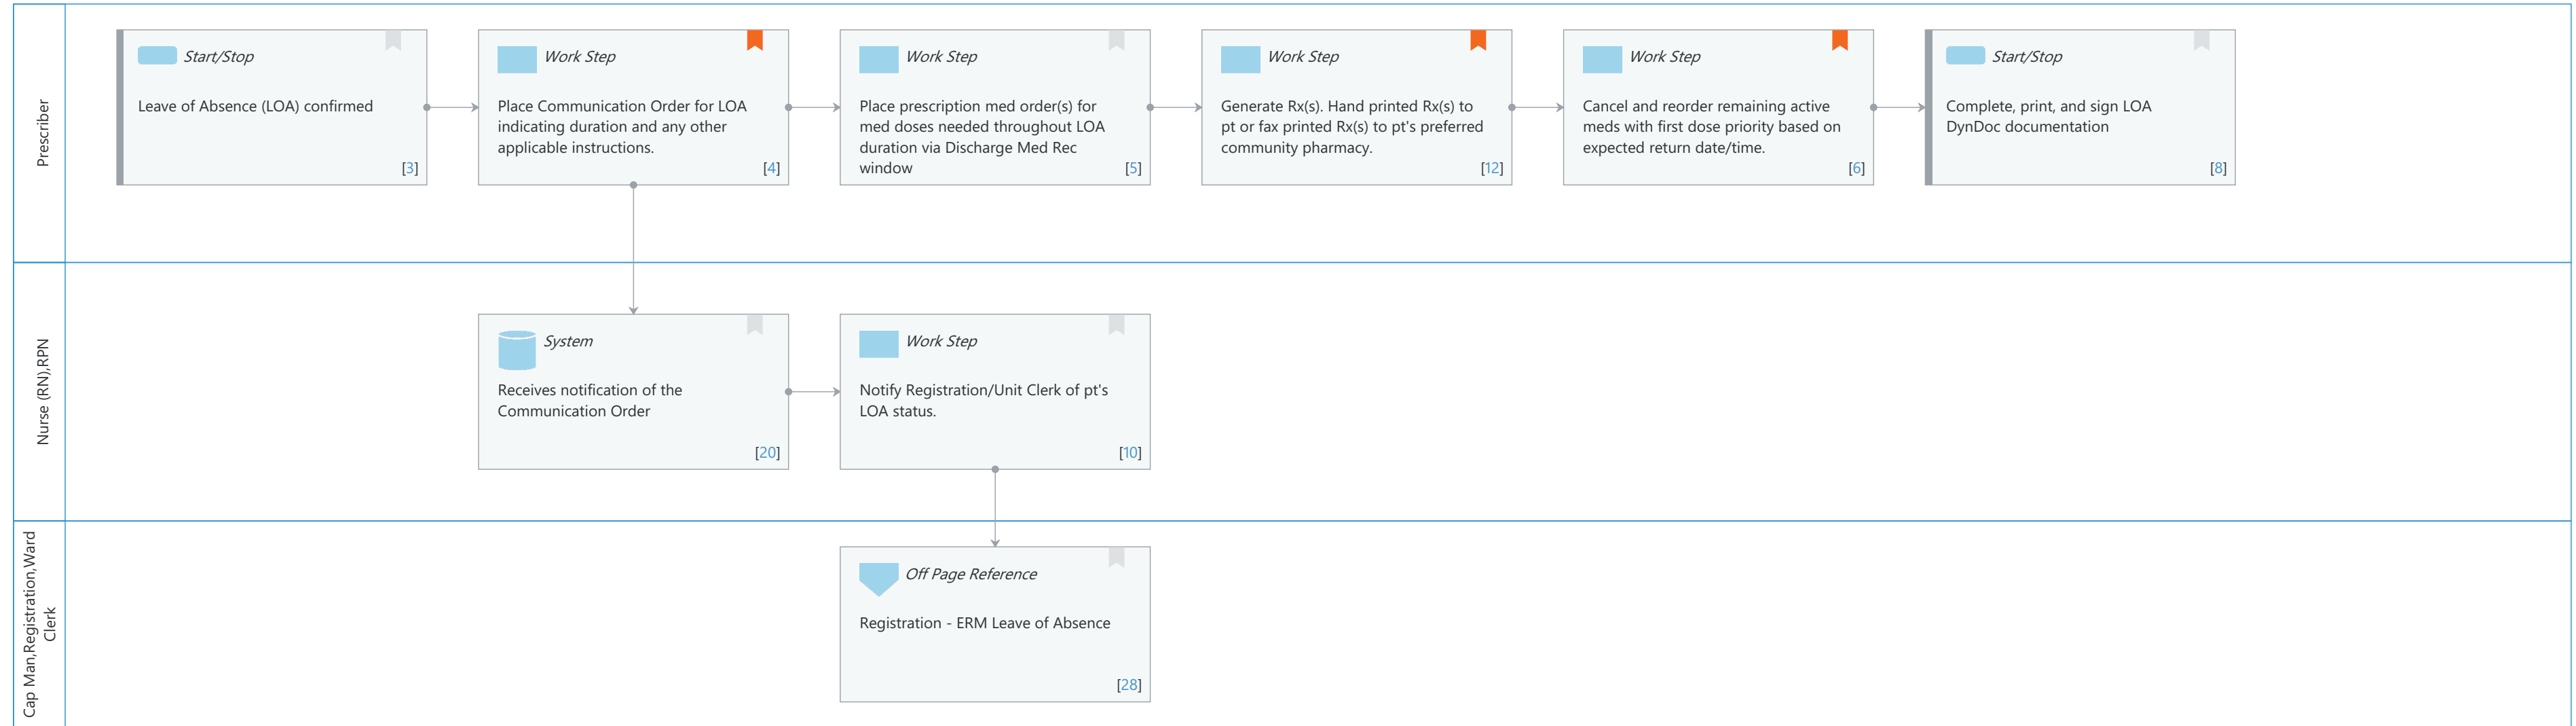 Prescriber
Start/Stop
Leave of Absence (LOA) confirmed
[3]
Work Step
Place Communication Order for LOA
indicating duration and any other
applicable instructions.
[4]
Work Step
Place prescription med order(s) for
med doses needed throughout LOA
duration via Discharge Med Rec
window
[5]
Work Step
Generate Rx(s). Hand printed Rx(s) to
pt or fax printed Rx(s) to pt's preferred
community pharmacy.
[12]
Work Step
Cancel and reorder remaining active
meds with first dose priority based on
expected return date/time.
[6]
Start/Stop
Complete, print, and sign LOA
DynDoc documentation
[8]
Nurse (RN),RPN
System
Receives notification of the
Communication Order
[20]
Work Step
Notify Registration/Unit Clerk of pt's
LOA status.
[10]
Cap Man,Registration,Ward
Clerk
Off Page Reference
Registration - ERM Leave of Absence
[28]